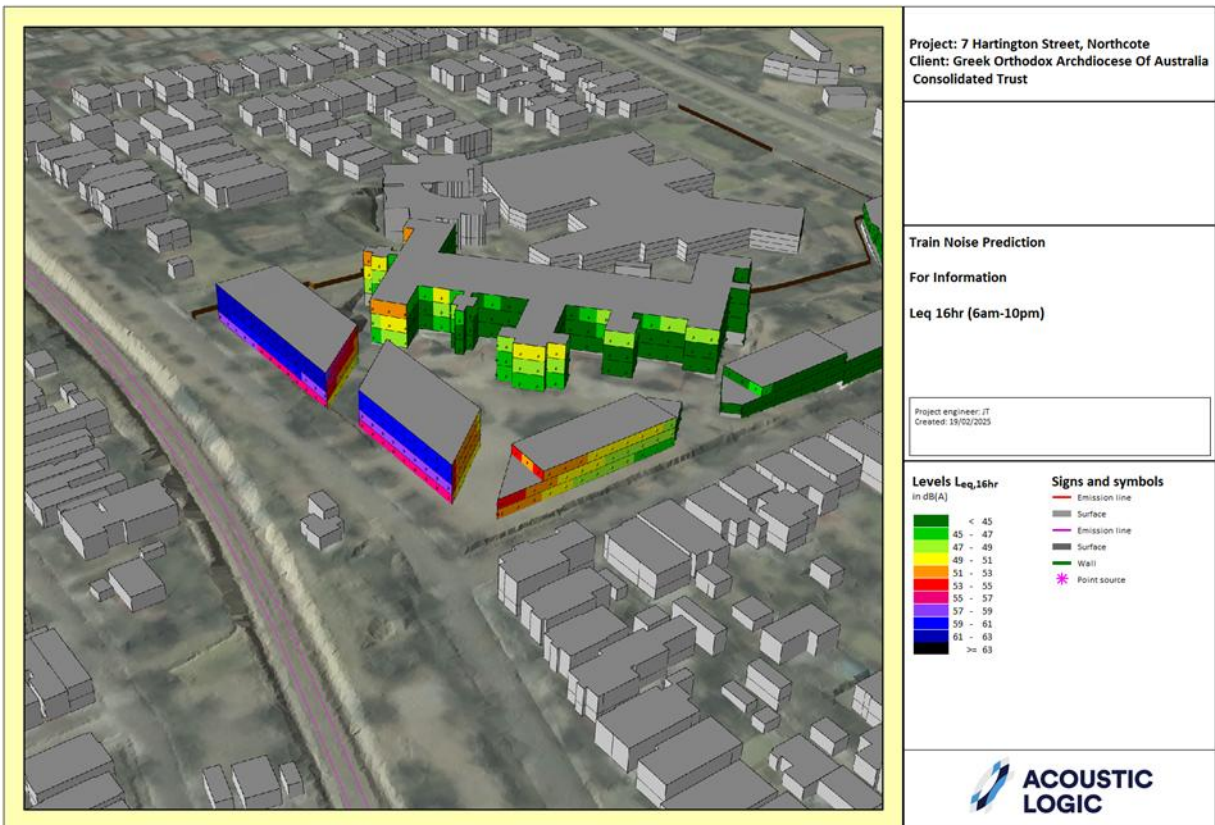 Project: 7 Hartington Street, Northcote
Client: Greek Orthodox Archdiocese Of Australia
Consolidated Trust
Train Noise Prediction
For Information
Leq 16hr (6am-10pm)
Project engineer: JT
Created: 19/02/2025
Levels Leq,16hr
in dB(A)
< 45
45 - 47
47 - 49
49 - 51
51 - 53
53 - 55
55 - 57
57 - 59
59 - 61
61 - 63
>= 63
Signs and symbols
Emission line
Surface
Emission line
Surface
Wall
Point source
ACOUSTIC
LOGIC